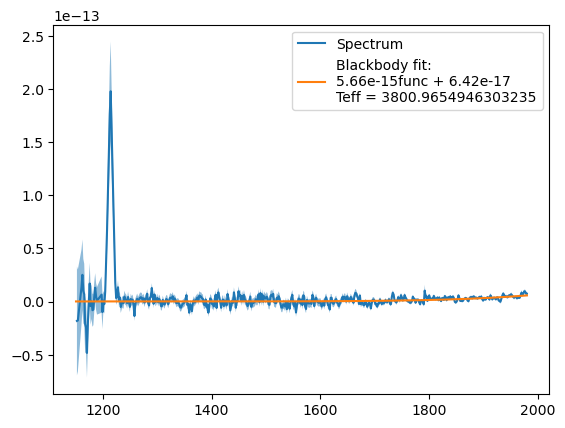 1e−13
2.5
2.0
1.5
1.0
0.5
0.0
−0.5
1200
1400
1600
1800
2000
Spectrum
Blackbody fit:
5.66e-15func + 6.42e-17
Teff = 3800.9654946303235